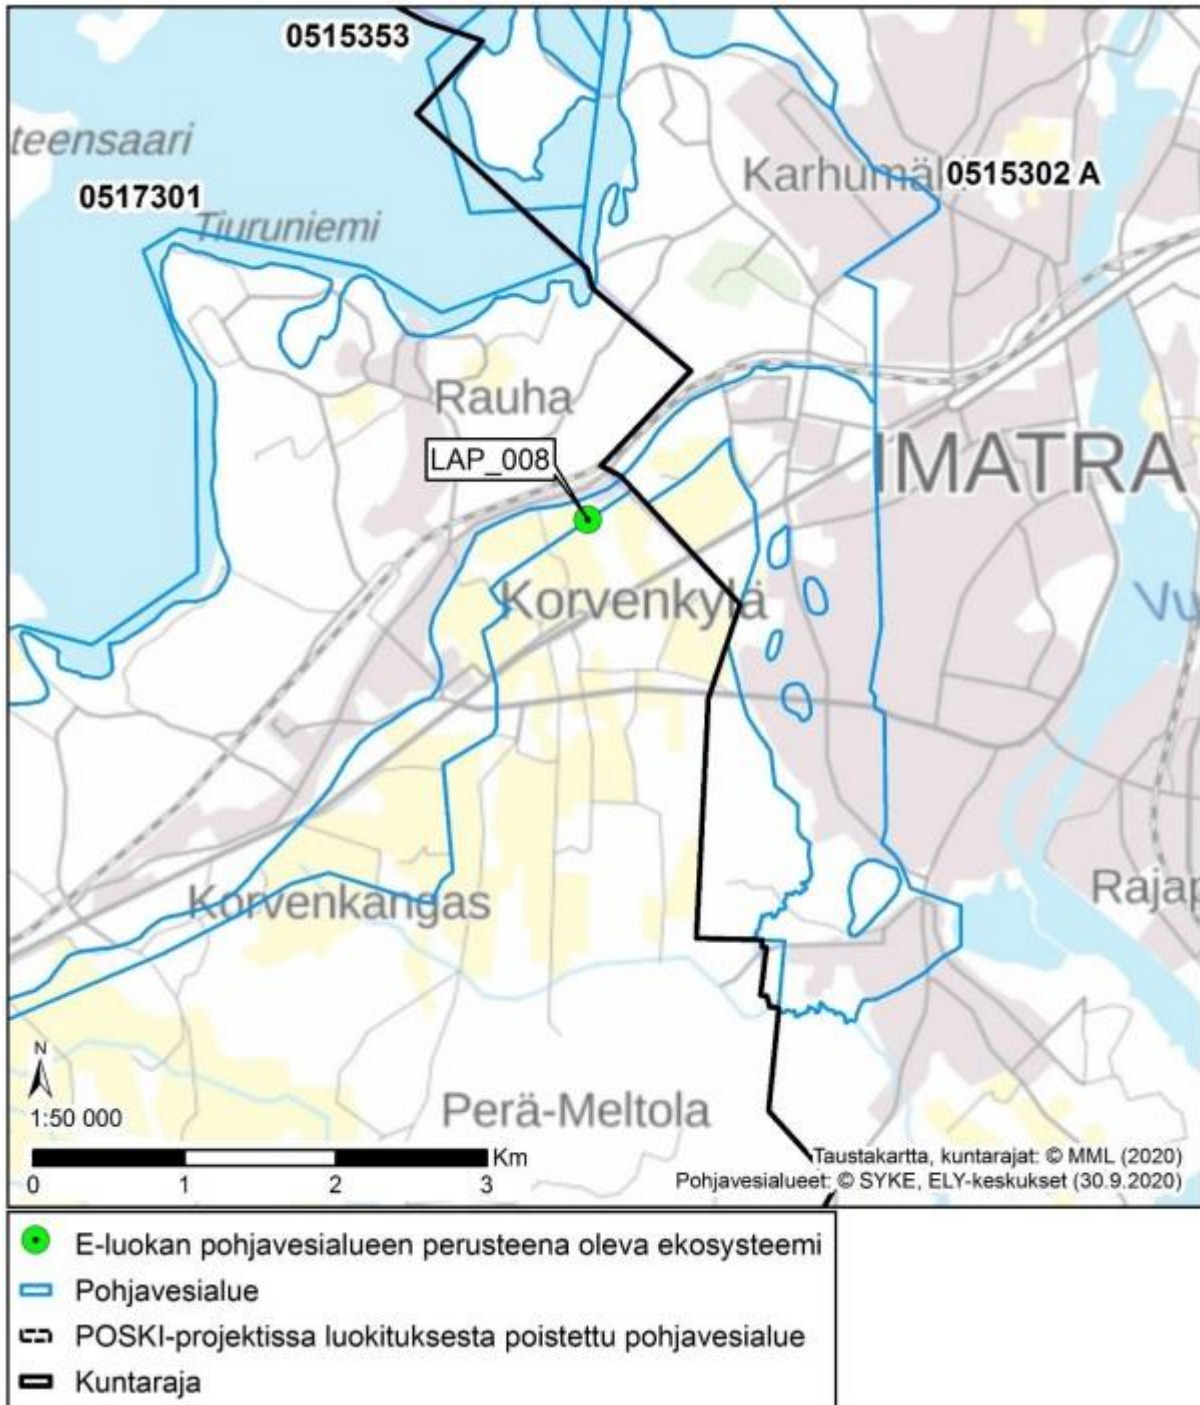 0515353
teensaari
0517301
Tiuruniemi
Karhumäk
0515302 A
Rauha
LAP_008
IMATRA
Korvenkylä
Vu
Korvenkangas
Rajap
N
1:50 000
Perä-Meltola
Km
0 1 2 3
Taustakartta, kuntarajat: © MML (2020)
Pohjavesialueet: © SYKE, ELY-keskukset (30.9.2020)
E-luokan pohjavesialueen perusteena oleva ekosysteemi
Pohjavesialue
POSKI-projektissa luokituksesta poistettu pohjavesialue
Kuntaraja